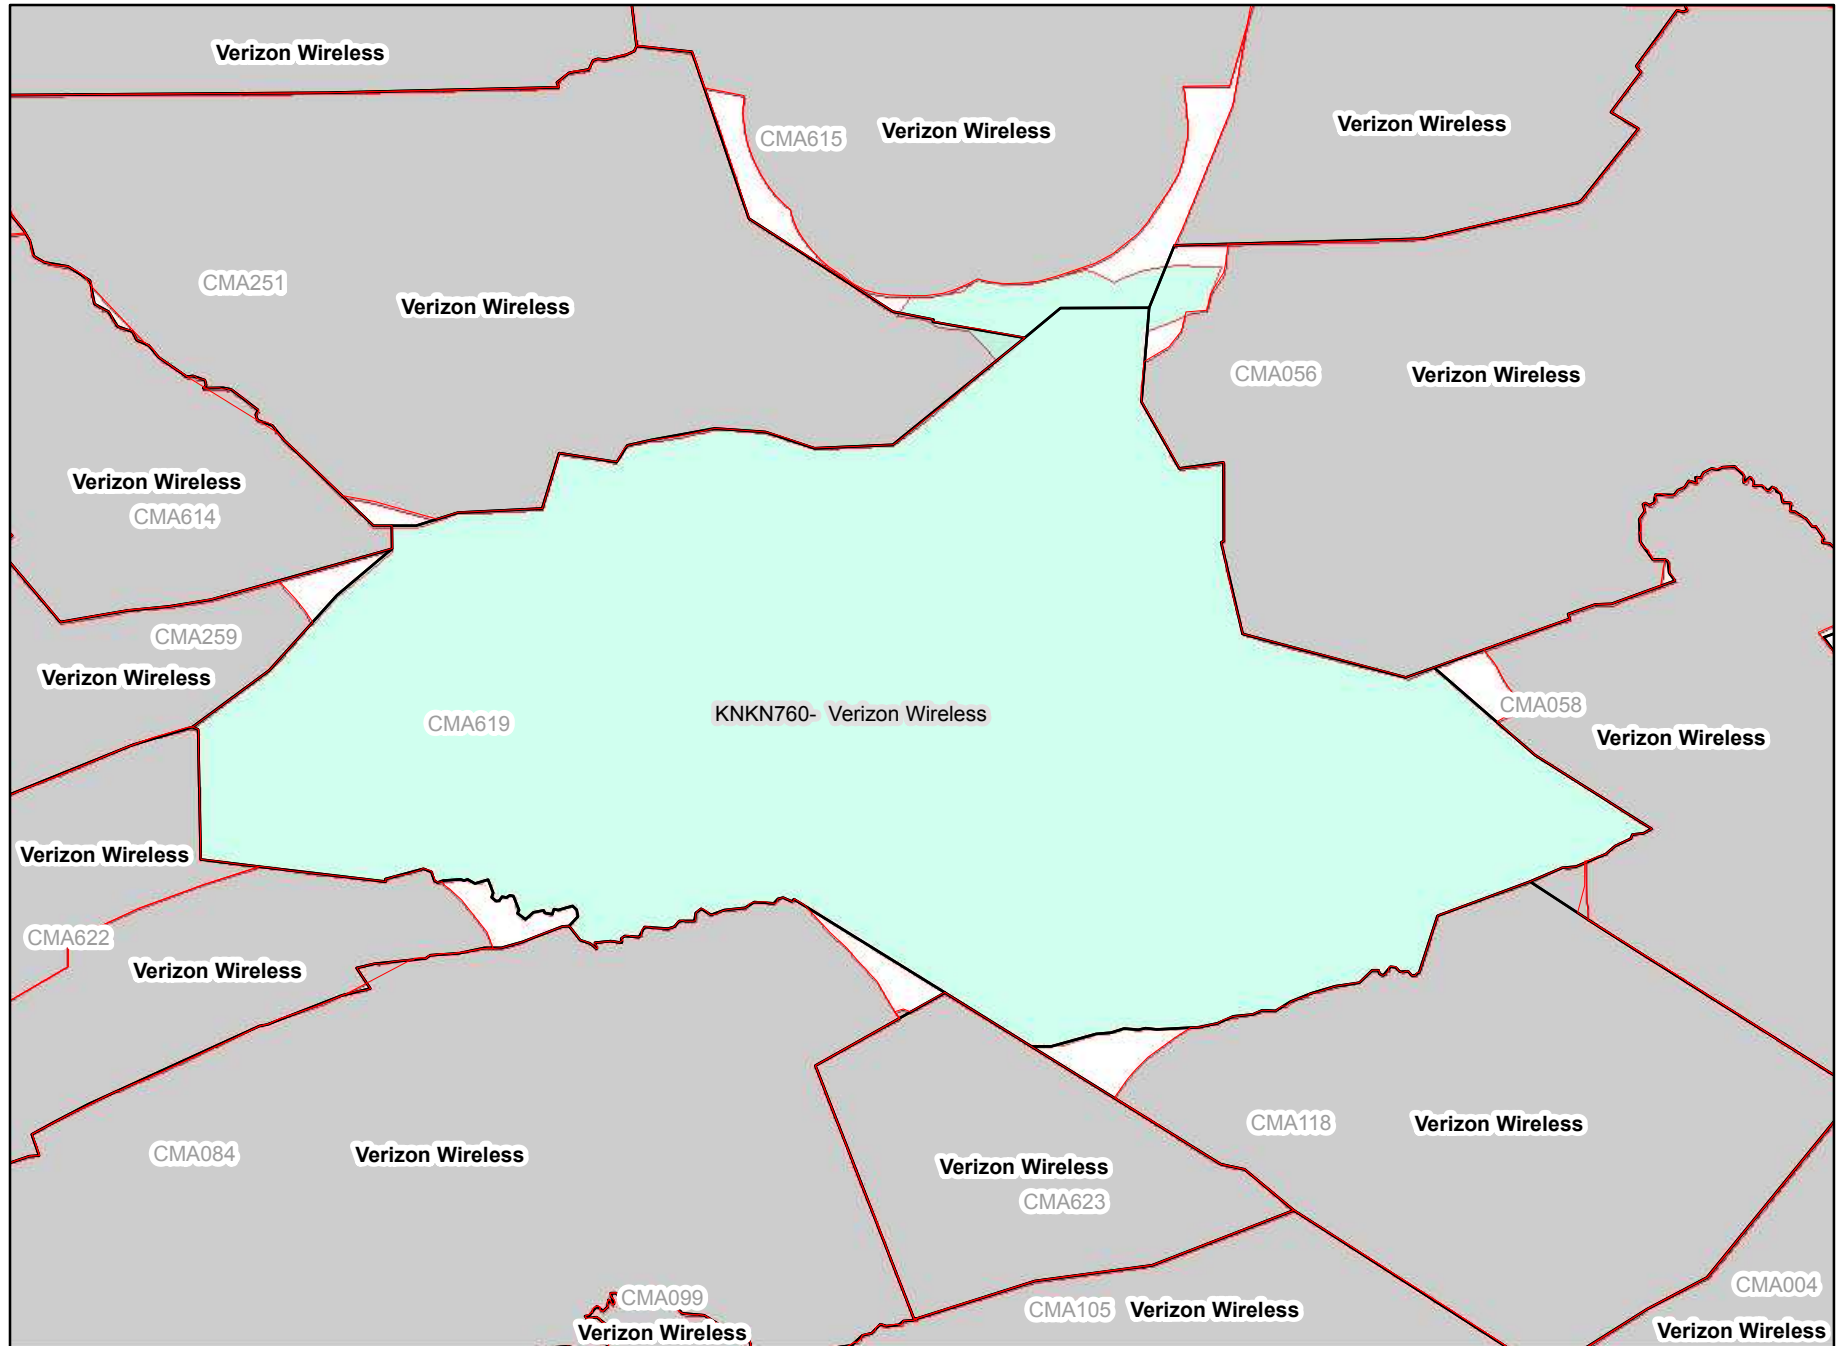 Verizon Wireless
CMA615
Verizon Wireless
Verizon Wireless
CMA251
Verizon Wireless
CMA056
Verizon Wireless
Verizon Wireless
CMA614
CMA259
Verizon Wireless
CMA619
KNKN760- Verizon Wireless
CMA058
Verizon Wireless
Verizon Wireless
CMA622
Verizon Wireless
CMA084
Verizon Wireless
CMA118
Verizon Wireless
Verizon Wireless
CMA623
CMA099
Verizon Wireless
CMA105 Verizon Wireless
CMA004
Verizon Wireless